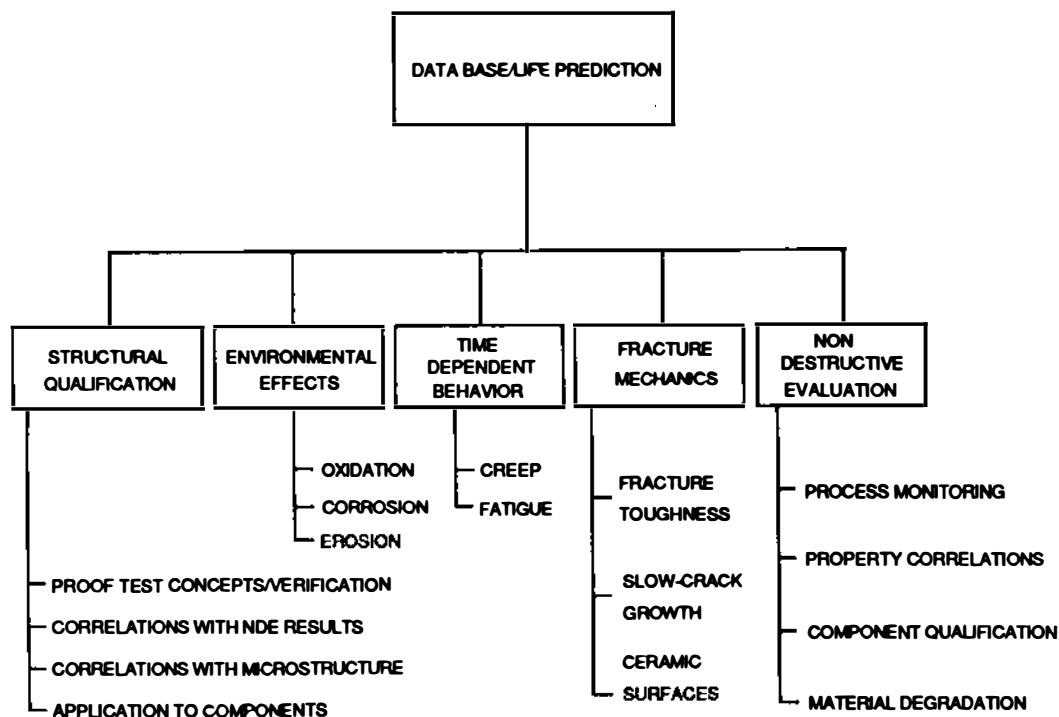 DATA BASE/LIFE PREDICTION
STRUCTURAL
QUALIFICATION
ENVIRONMENTAL
EFFECTS
TIME
DEPENDENT
BEHAVIOR
FRACTURE
MECHANICS
NON
DESTRUCTIVE
EVALUATION
PROOF TEST CONCEPTS/VERIFICATION
CORRELATIONS WITH NDE RESULTS
CORRELATIONS WITH MICROSTRUCTURE
APPLICATION TO COMPONENTS
OXIDATION
CORROSION
EROSION
CREEP
FATIGUE
FRACTURE
TOUGHNESS
SLOW-CRACK
GROWTH
CERAMIC
SURFACES
PROCESS MONITORING
PROPERTY CORRELATIONS
COMPONENT QUALIFICATION
MATERIAL DEGRADATION